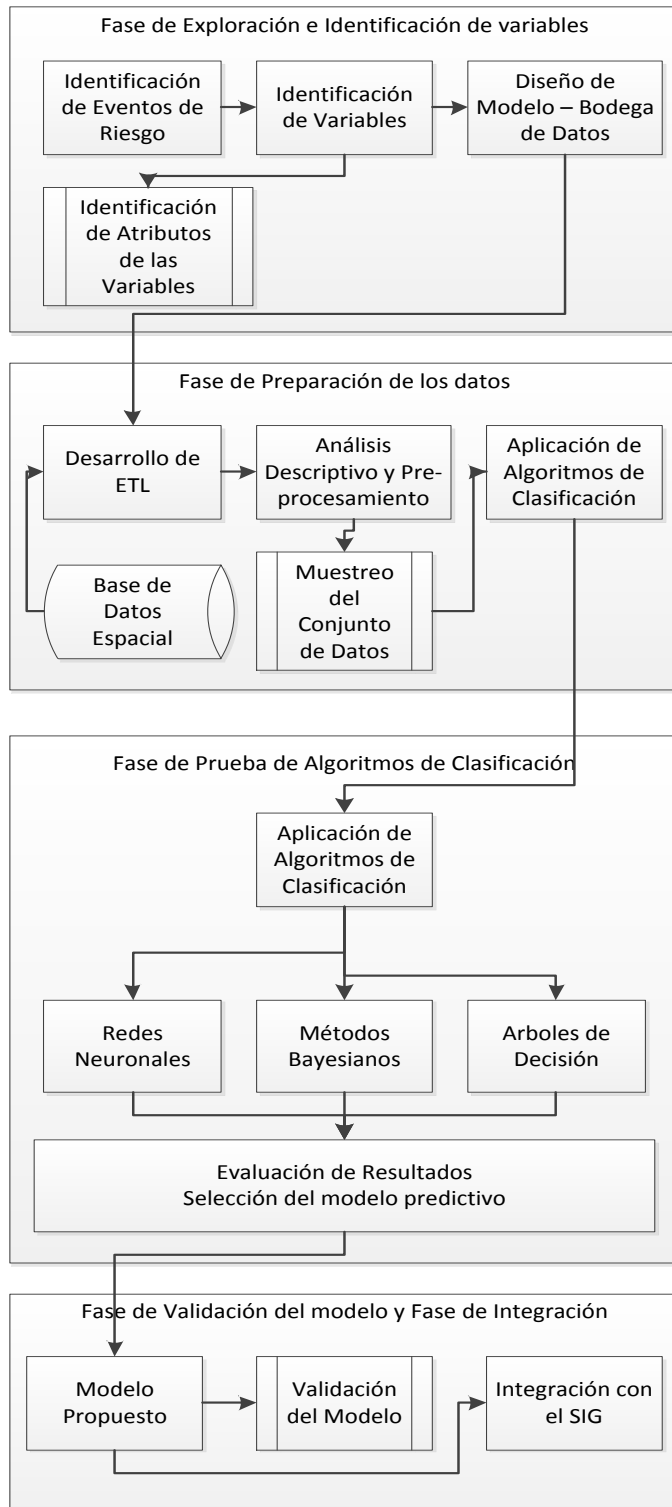 Fase de Exploración e Identificación de variables
Identificación
de Eventos de
Riesgo
Identificación
de Variables
Diseño de
Modelo – Bodega
de Datos
Identificación
de Atributos
de las
Variables
Fase de Preparación de los datos
Desarrollo de
ETL
Análisis
Descriptivo y Pre-
procesamiento
Aplicación de
Algoritmos de
Clasificación
Base de
Datos
Espacial
Muestreo
del
Conjunto
de Datos
Fase de Prueba de Algoritmos de Clasificación
Aplicación de
Algoritmos de
Clasificación
Redes
Neuronales
Métodos
Bayesianos
Arboles de
Decisión
Evaluación de Resultados
Selección del modelo predictivo
Fase de Validación del modelo y Fase de Integración
Modelo
Propuesto
Validación
del Modelo
Integración con
el SIG